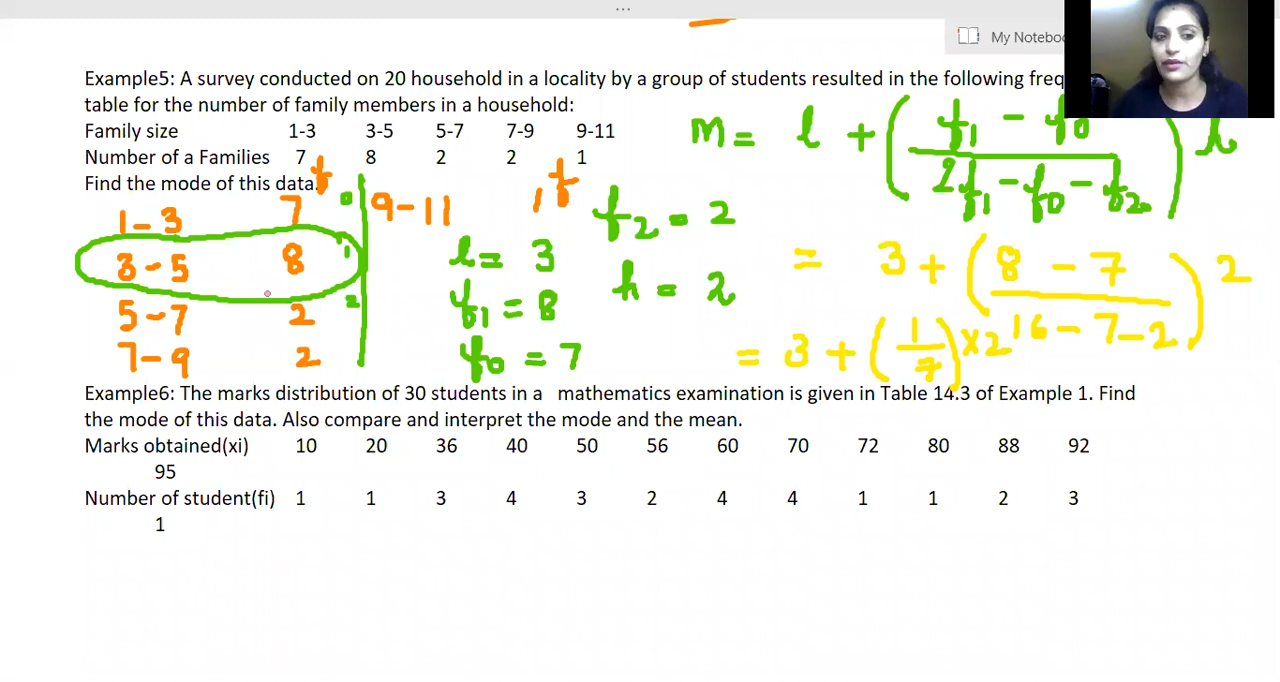 My Notebo
Example5: A survey conducted on 20 household in a locality by a group of students resulted in the following freq
table for the number of family members in a household:
Family size 1-3 3-5 5-7 7-9 9-11
Number of a Families 7 8 2 2 1
Find the mode of this data.
f
1-3 7 0
3-5 8 1
5-7 2 2
7-9 2
f
9-11 1
l = 3
f1 = 8
f0 = 7
f2 = 2
h = 2
m = l + (f1 - f0 / 2f1 - f0 - f2) h
= 3 + (8 - 7 / 16 - 7 - 2) 2
= 3 + (1/7) x 2
Example6: The marks distribution of 30 students in a mathematics examination is given in Table 14.3 of Example 1. Find
the mode of this data. Also compare and interpret the mode and the mean.
Marks obtained(xi) 10 20 36 40 50 56 60 70 72 80 88 92
95
Number of student(fi) 1 1 3 4 3 2 4 4 1 1 2 3
1